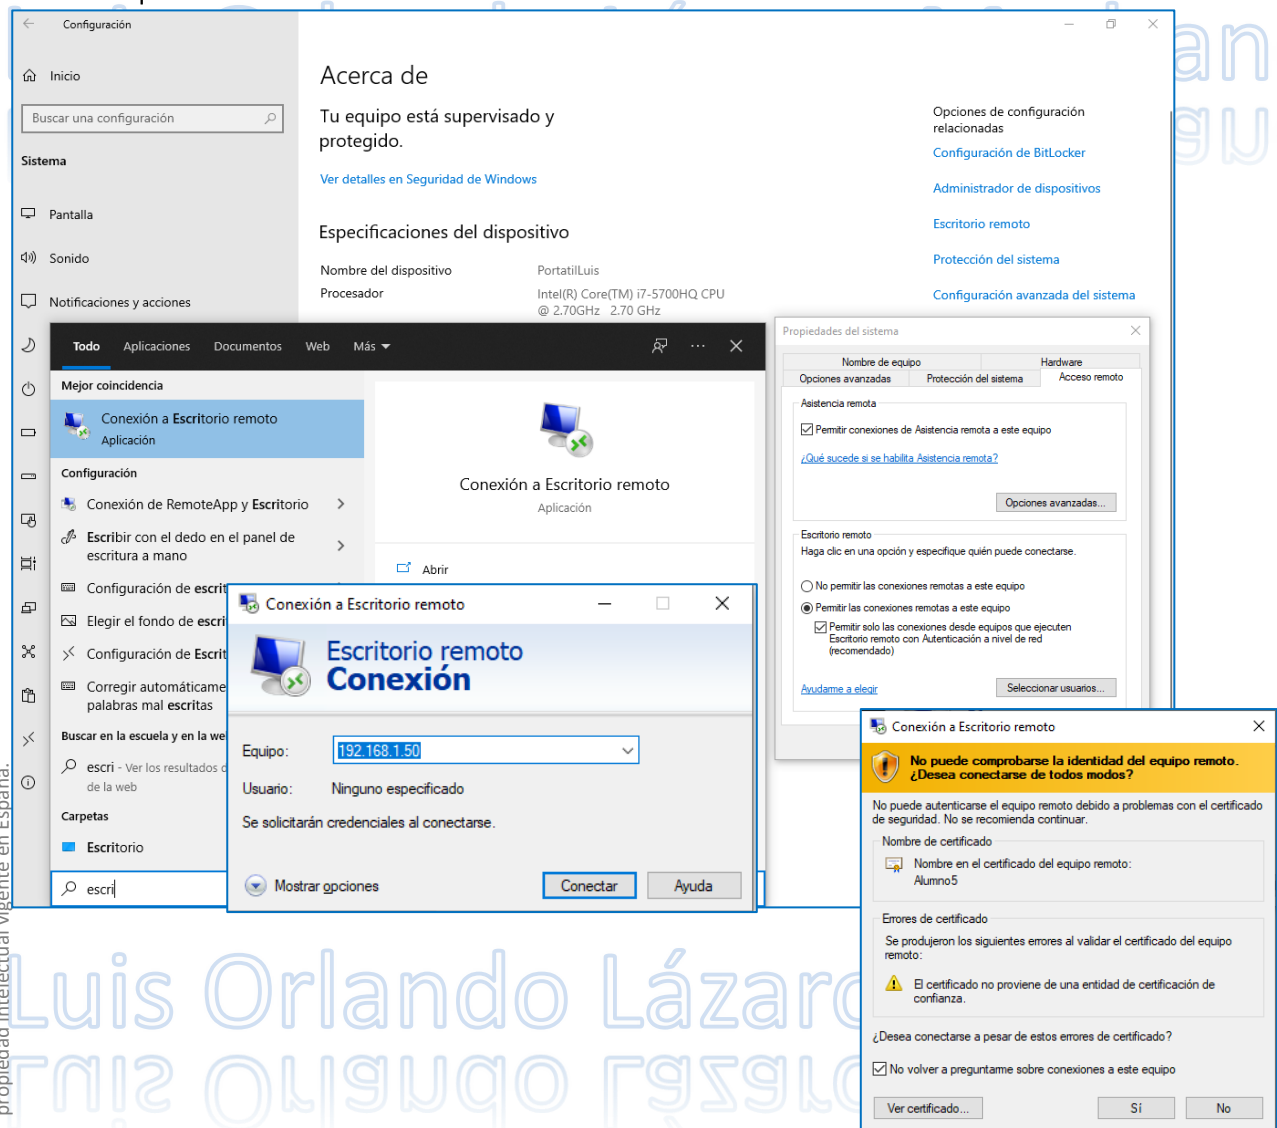 Configuración
Inicio
Buscar una configuración
Sistema
Pantalla
Sonido
Notificaciones y acciones
Acerca de
Tu equipo está supervisado y
protegido.
Ver detalles en Seguridad de Windows
Especificaciones del dispositivo
Nombre del dispositivo PortatilLuis
Procesador Intel(R) Core(TM) i7-5700HQ CPU
@ 2.70GHz 2.70 GHz
Opciones de configuración
relacionadas
Configuración de BitLocker
Administrador de dispositivos
Escritorio remoto
Protección del sistema
Configuración avanzada del sistema
Todo Aplicaciones Documentos Web Más
Mejor coincidencia
Conexión a Escritorio remoto
Aplicación
Configuración
Conexión de RemoteApp y Escritorio
Escribir con el dedo en el panel de
escritura a mano
Configuración de escrit
Elegir el fondo de escri
Configuración de Escrit
Corregir automáticame
palabras mal escritas
Buscar en la escuela y en la we
escri - Ver los resultados d
de la web
Carpetas
Escritorio
escri
Conexión a Escritorio remoto
Aplicación
Abrir
Conexión a Escritorio remoto
Escritorio remoto
Conexión
Equipo: 192.168.1.50
Usuario: Ninguno especificado
Se solicitarán credenciales al conectarse.
Mostrar opciones Conectar Ayuda
Propiedades del sistema
Nombre de equipo Hardware
Opciones avanzadas Protección del sistema Acceso remoto
Asistencia remota
Permitir conexiones de Asistencia remota a este equipo
¿Qué sucede si se habilita Asistencia remota?
Opciones avanzadas...
Escritorio remoto
Haga clic en una opción y especifique quién puede conectarse.
No permitir las conexiones remotas a este equipo
Permitir las conexiones remotas a este equipo
Permitir solo las conexiones desde equipos que ejecuten
Escritorio remoto con Autenticación a nivel de red
(recomendado)
Ayudarme a elegir Seleccionar usuarios...
Conexión a Escritorio remoto
No puede comprobarse la identidad del equipo remoto.
¿Desea conectarse de todos modos?
No puede autenticarse el equipo remoto debido a problemas con el certificado
de seguridad. No se recomienda continuar.
Nombre de certificado
Nombre en el certificado del equipo remoto:
Alumno5
Errores de certificado
Se produjeron los siguientes errores al validar el certificado del equipo
remoto:
El certificado no proviene de una entidad de certificación de
confianza.
¿Desea conectarse a pesar de estos errores de certificado?
No volver a preguntarme sobre conexiones a este equipo
Ver certificado... Sí No
propiedad intelectual vigente en España.
Luis Orlando Lázaro